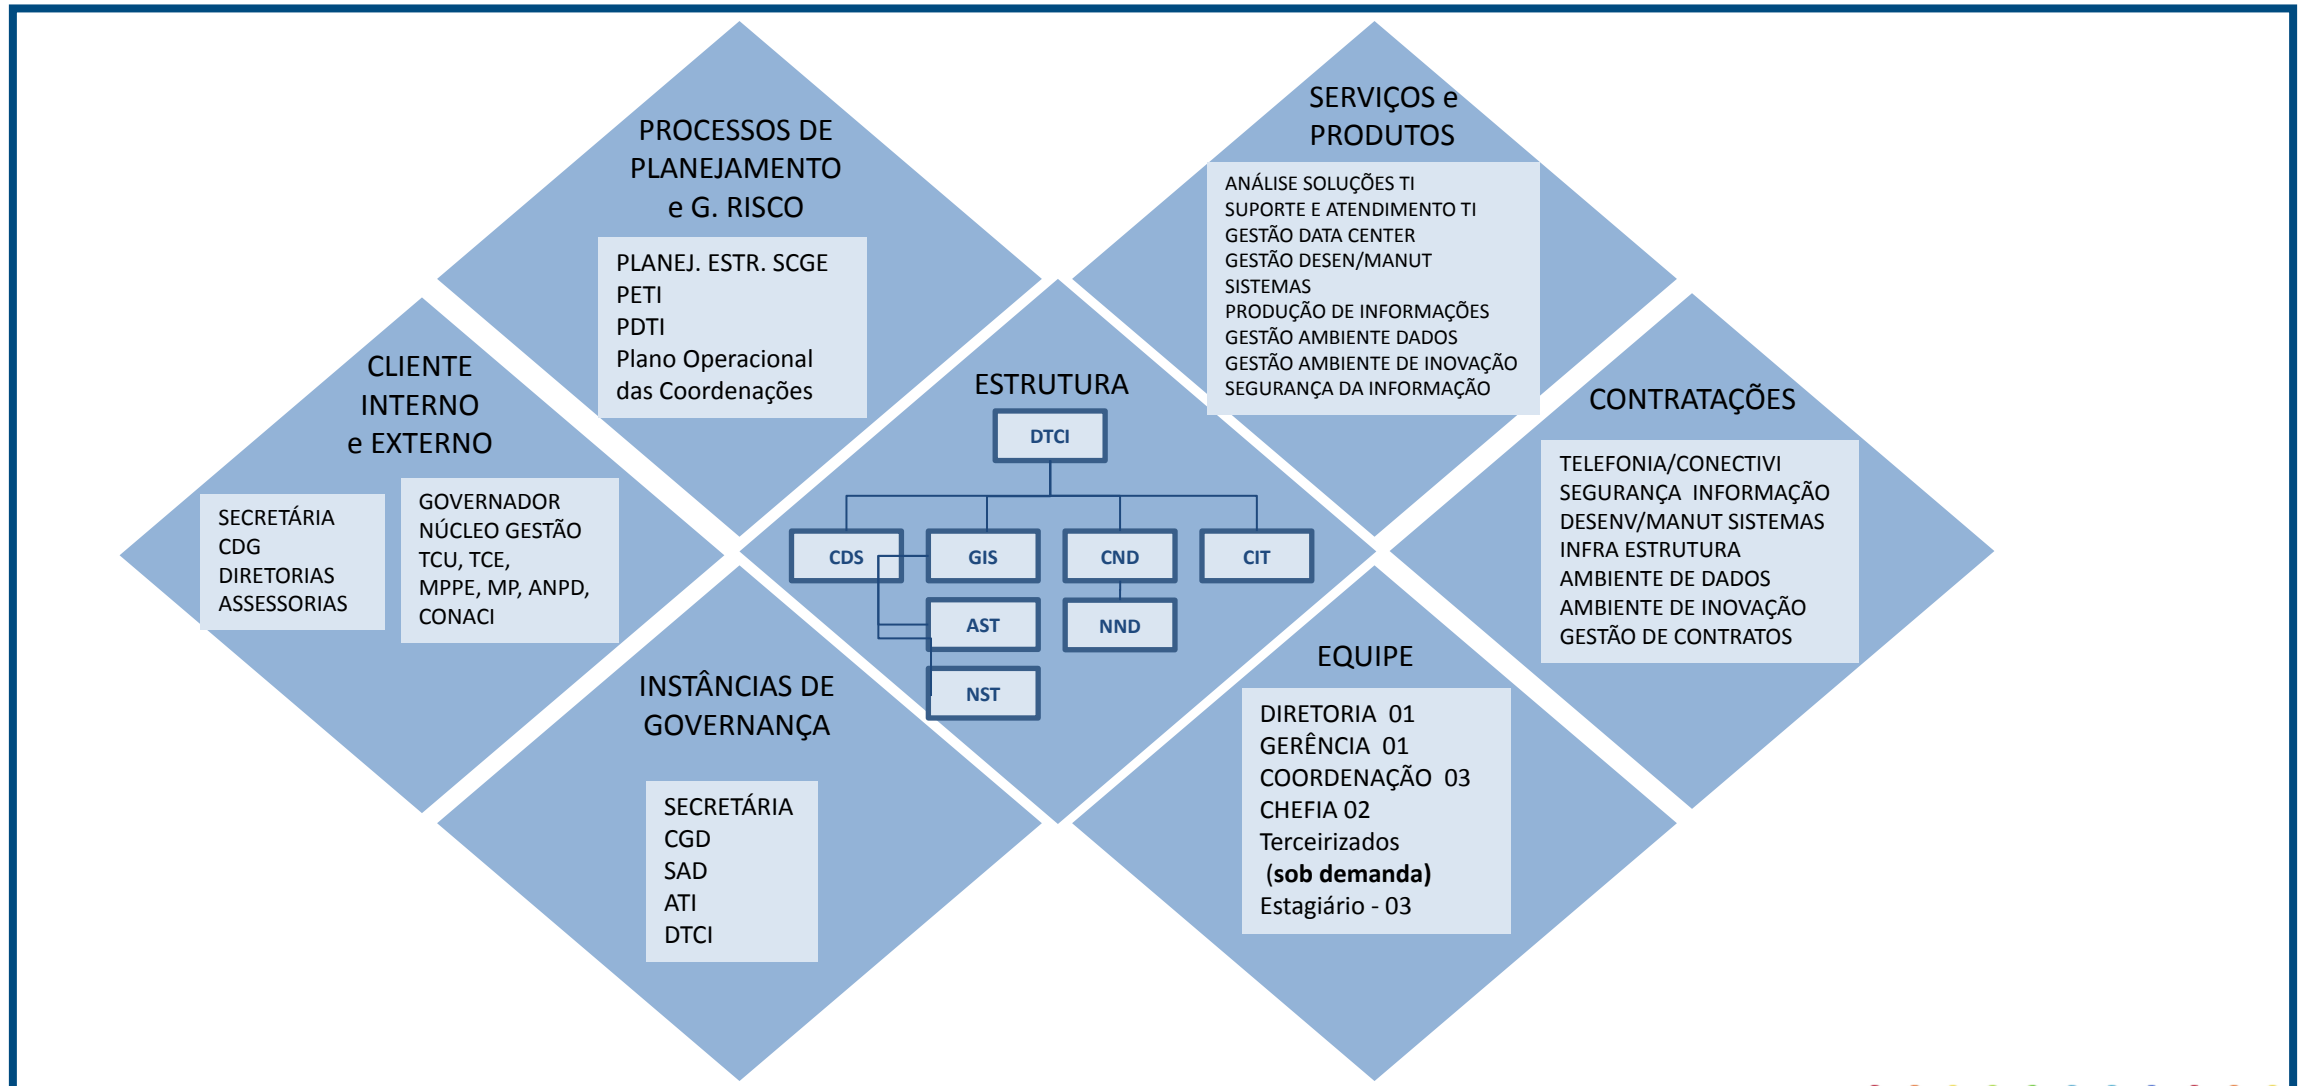 PROCESSOS DE
PLANEJAMENTO
e G. RISCO
PLANEJ. ESTR. SCGE
PETI
PDTI
Plano Operacional
das Coordenações
SERVIÇOS e
PRODUTOS
ANÁLISE SOLUÇÕES TI
SUPORTE E ATENDIMENTO TI
GESTÃO DATA CENTER
GESTÃO DESEN/MANUT
SISTEMAS
PRODUÇÃO DE INFORMAÇÕES
GESTÃO AMBIENTE DADOS
GESTÃO AMBIENTE DE INOVAÇÃO
SEGURANÇA DA INFORMAÇÃO
CLIENTE
INTERNO
e EXTERNO
SECRETÁRIA
CDG
DIRETORIAS
ASSESSORIAS
GOVERNADOR
NÚCLEO GESTÃO
TCU, TCE,
MPPE, MP, ANPD,
CONACI
ESTRUTURA
DTCI
CDS
GIS
CND
CIT
AST
NND
NST
CONTRATAÇÕES
TELEFONIA/CONECTIVI
SEGURANÇA  INFORMAÇÃO
DESENV/MANUT SISTEMAS
INFRA ESTRUTURA
AMBIENTE DE DADOS
AMBIENTE DE INOVAÇÃO
GESTÃO DE CONTRATOS
INSTÂNCIAS DE
GOVERNANÇA
SECRETÁRIA
CGD
SAD
ATI
DTCI
EQUIPE
DIRETORIA  01
GERÊNCIA  01
COORDENAÇÃO  03
CHEFIA 02
Terceirizados
(sob demanda)
Estagiário - 03